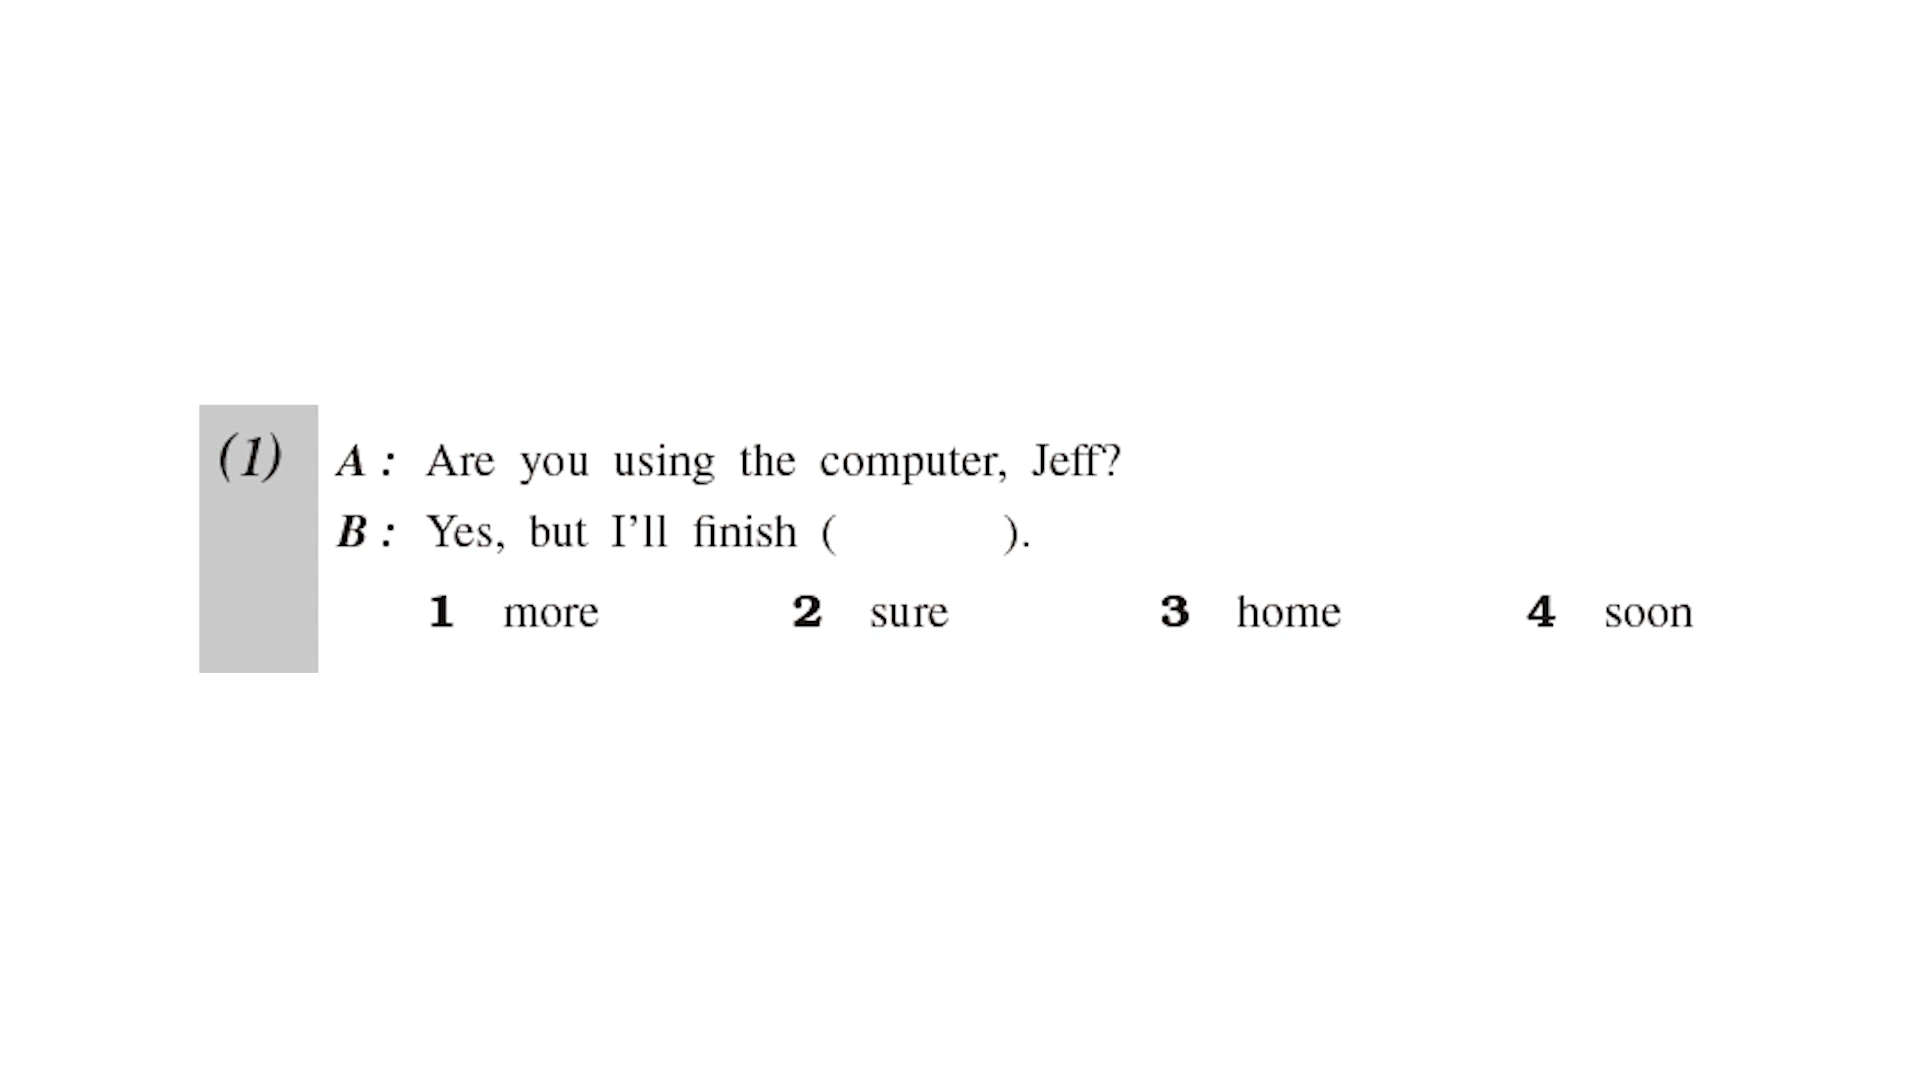 (1) A : Are you using the computer, Jeff?
B : Yes, but I'll finish ( ).
1 more 2 sure 3 home 4 soon